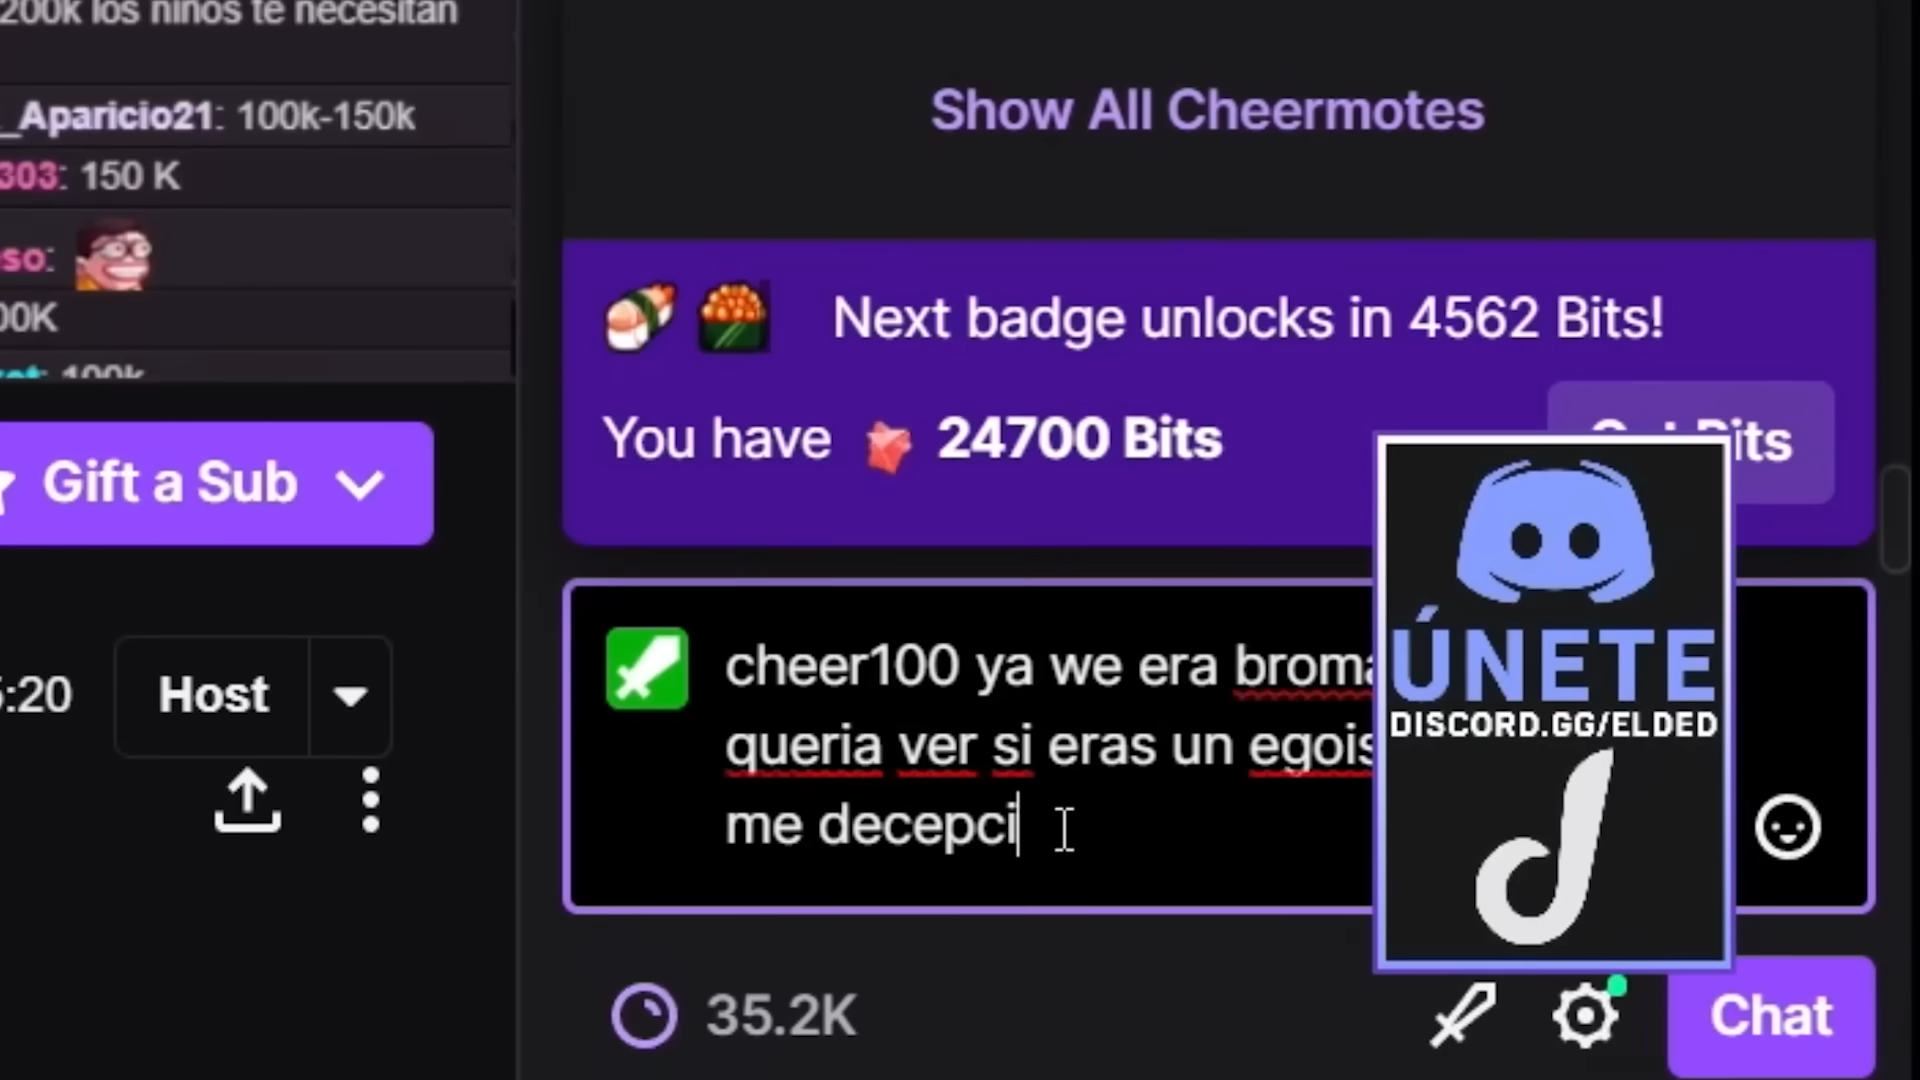 200k los niños te necesitan
_Aparicio21: 100k-150k
303: 150 K
so:
00K
100k
Gift a Sub
5:20
Host
Show All Cheermotes
Next badge unlocks in 4562 Bits!
You have 24700 Bits
Bits
cheer100 ya we era broma
queria ver si eras un egois
me decepci
ÚNETE
DISCORD.GG/ELDED
35.2K
Chat